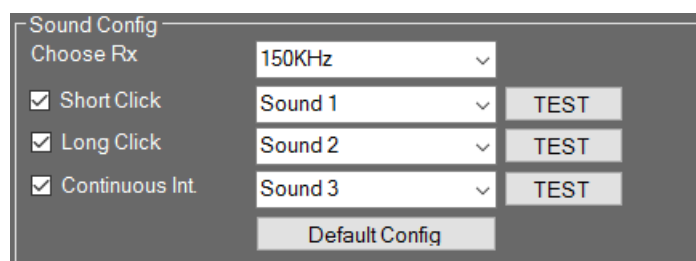 Sound Config
Choose Rx 150KHz
Short Click Sound 1 TEST
Long Click Sound 2 TEST
Continuous Int. Sound 3 TEST
Default Config